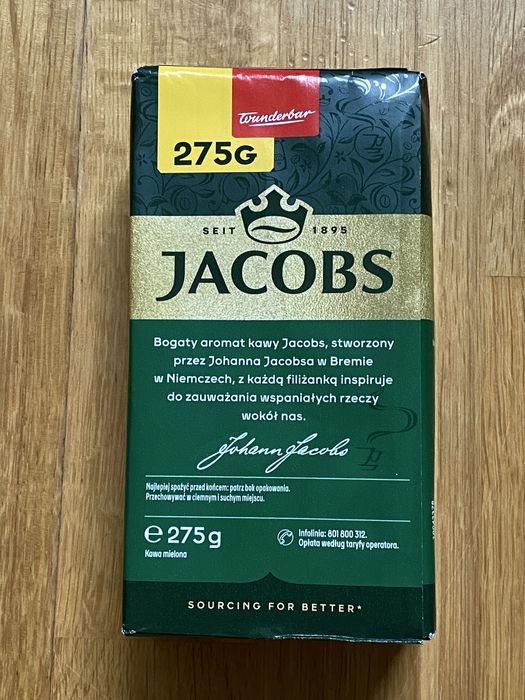 wunderbar
275G
SEIT 1895
JACOBS
Bogaty aromat kawy Jacobs, stworzony
przez Johanna Jacobsa w Bremie
w Niemczech, z każdą filiżanką inspiruje
do zauważania wspaniałych rzeczy
wokół nas.
Johann Jacobs
Najlepiej spożyć przed końcem: patrz bok opakowania.
Przechowywać w ciemnym i suchym miejscu.
℮ 275 g
Kawa mielona
Infolinia: 801 800 312.
Opłata według taryfy operatora.
SOURCING FOR BETTER*